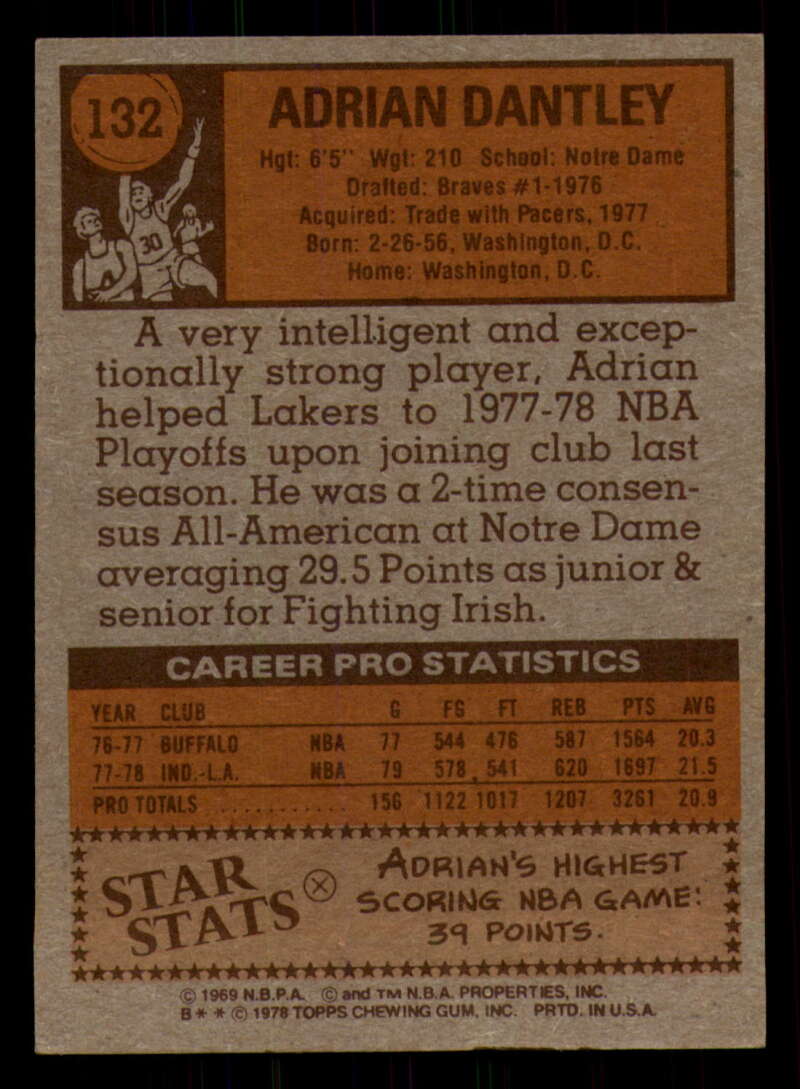 132
ADRIAN DANTLEY
Hgt: 6'5" Wgt: 210 School: Notre Dame
Drafted: Braves #1-1976
Acquired: Trade with Pacers, 1977
Born: 2-26-56, Washington, D.C.
Home: Washington, D.C.
30
A very intelligent and excep-
tionally strong player, Adrian
helped Lakers to 1977-78 NBA
Playoffs upon joining club last
season. He was a 2-time consen-
sus All-American at Notre Dame
averaging 29.5 Points as junior &
senior for Fighting Irish.
CAREER PRO STATISTICS
YEAR CLUB G FG FT REB PTS AVG
76-77 BUFFALO NBA 77 544 476 587 1564 20.3
77-78 IND.-L.A. NBA 79 578 541 620 1697 21.5
PRO TOTALS ........... 156 1122 1017 1207 3261 20.9
STAR STATS
ADRIAN'S HIGHEST
SCORING NBA GAME:
39 POINTS.
© 1969 N.B.P.A. © and TM N.B.A. PROPERTIES, INC.
B * * © 1978 TOPPS CHEWING GUM, INC. PRTD. IN U.S.A.